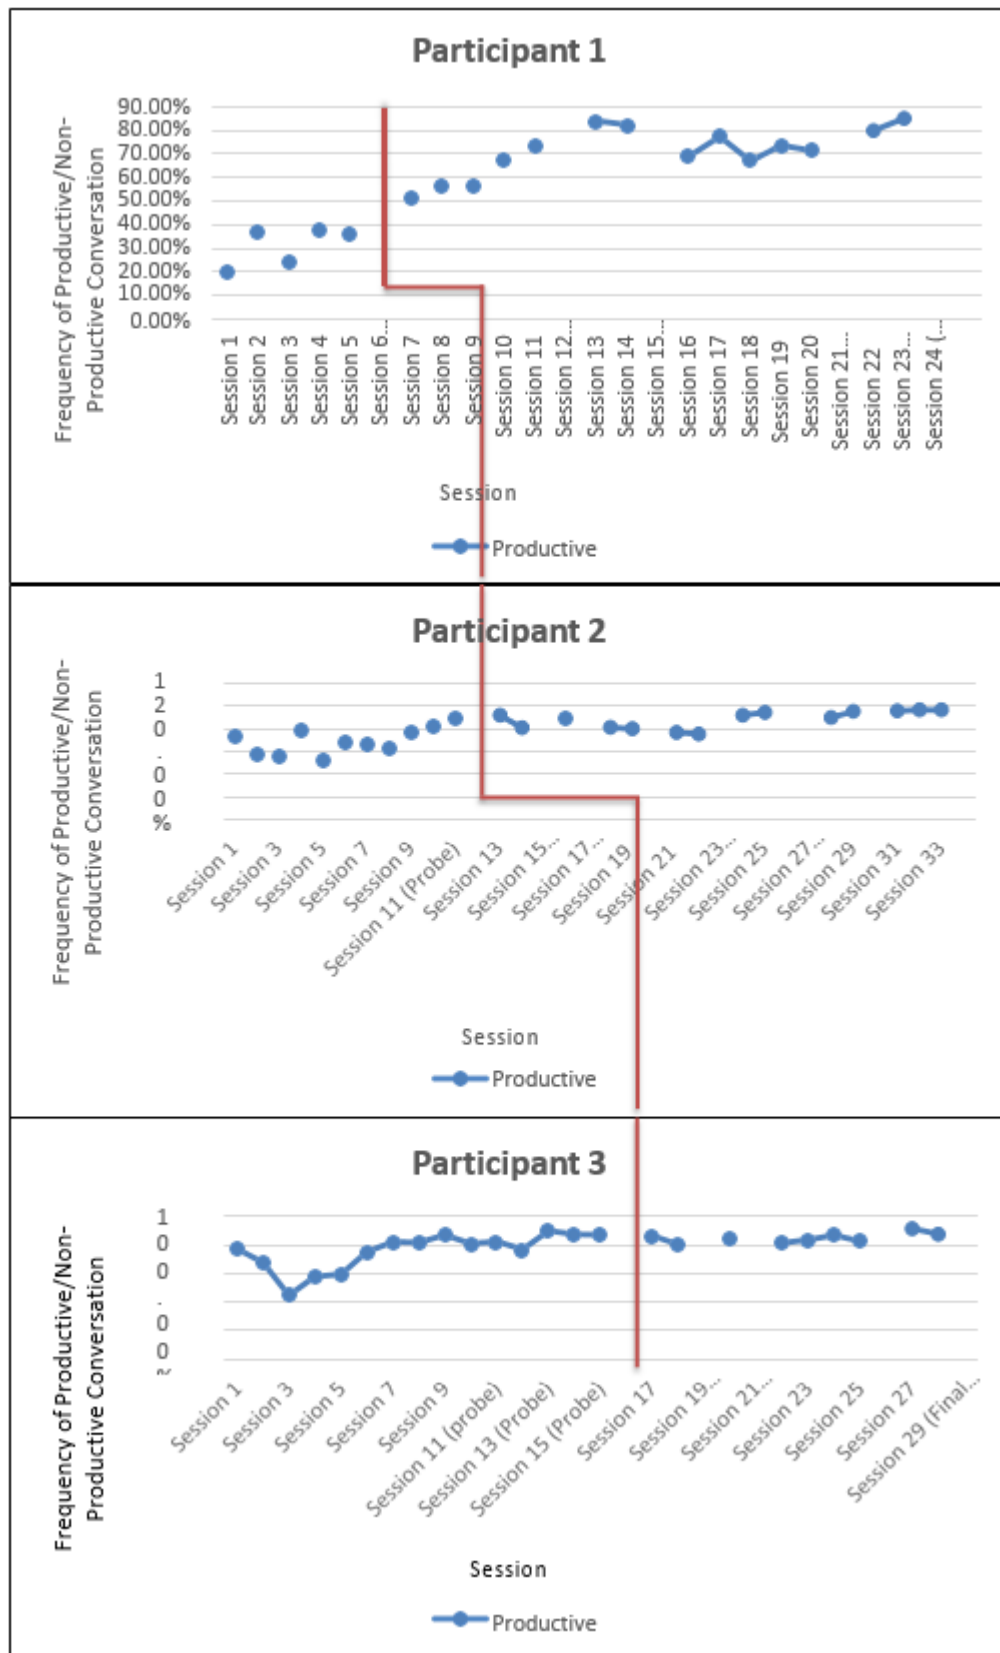 Participant 1
Frequency of Productive/Non-
Productive Conversation
90.00%
80.00%
70.00%
60.00%
50.00%
40.00%
30.00%
20.00%
10.00%
0.00%
Session 1
Session 2
Session 3
Session 4
Session 5
Session 6...
Session 7
Session 8
Session 9
Session 10
Session 11
Session 12...
Session 13
Session 14
Session 15...
Session 16
Session 17
Session 18
Session 19
Session 20
Session 21...
Session 22
Session 23...
Session 24 (...
Session
Productive
Participant 2
Frequency of Productive/Non-
Productive Conversation
1
2
0
.
0
0
%
Session 1
Session 3
Session 5
Session 7
Session 9
Session 11 (Probe)
Session 13
Session 15...
Session 17...
Session 19
Session 21
Session 23...
Session 25
Session 27...
Session 29
Session 31
Session 33
Session
Productive
Participant 3
Frequency of Productive/Non-
Productive Conversation
1
0
0
.
0
0
Session 1
Session 3
Session 5
Session 7
Session 9
Session 11 (probe)
Session 13 (Probe)
Session 15 (Probe)
Session 17
Session 19...
Session 21...
Session 23
Session 25
Session 27
Session 29 (Final...
Session
Productive